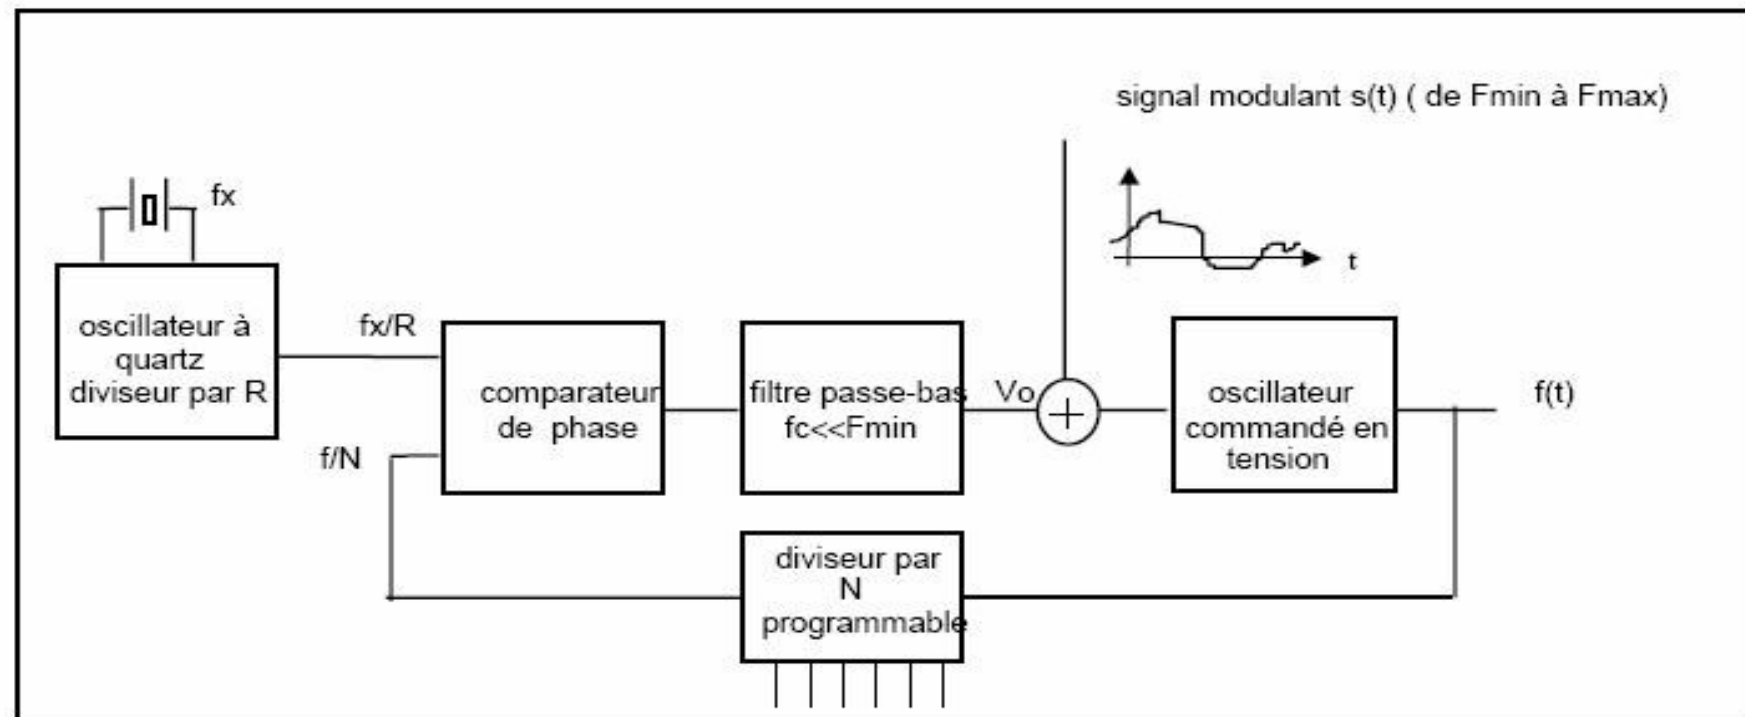 signal modulant s(t) ( de Fmin à Fmax)
fx
t
oscillateur à
quartz
diviseur par R
fx/R
f/N
comparateur
de phase
filtre passe-bas
fc<<Fmin
Vo
+
oscillateur
commandé en
tension
f(t)
diviseur par
N
programmable